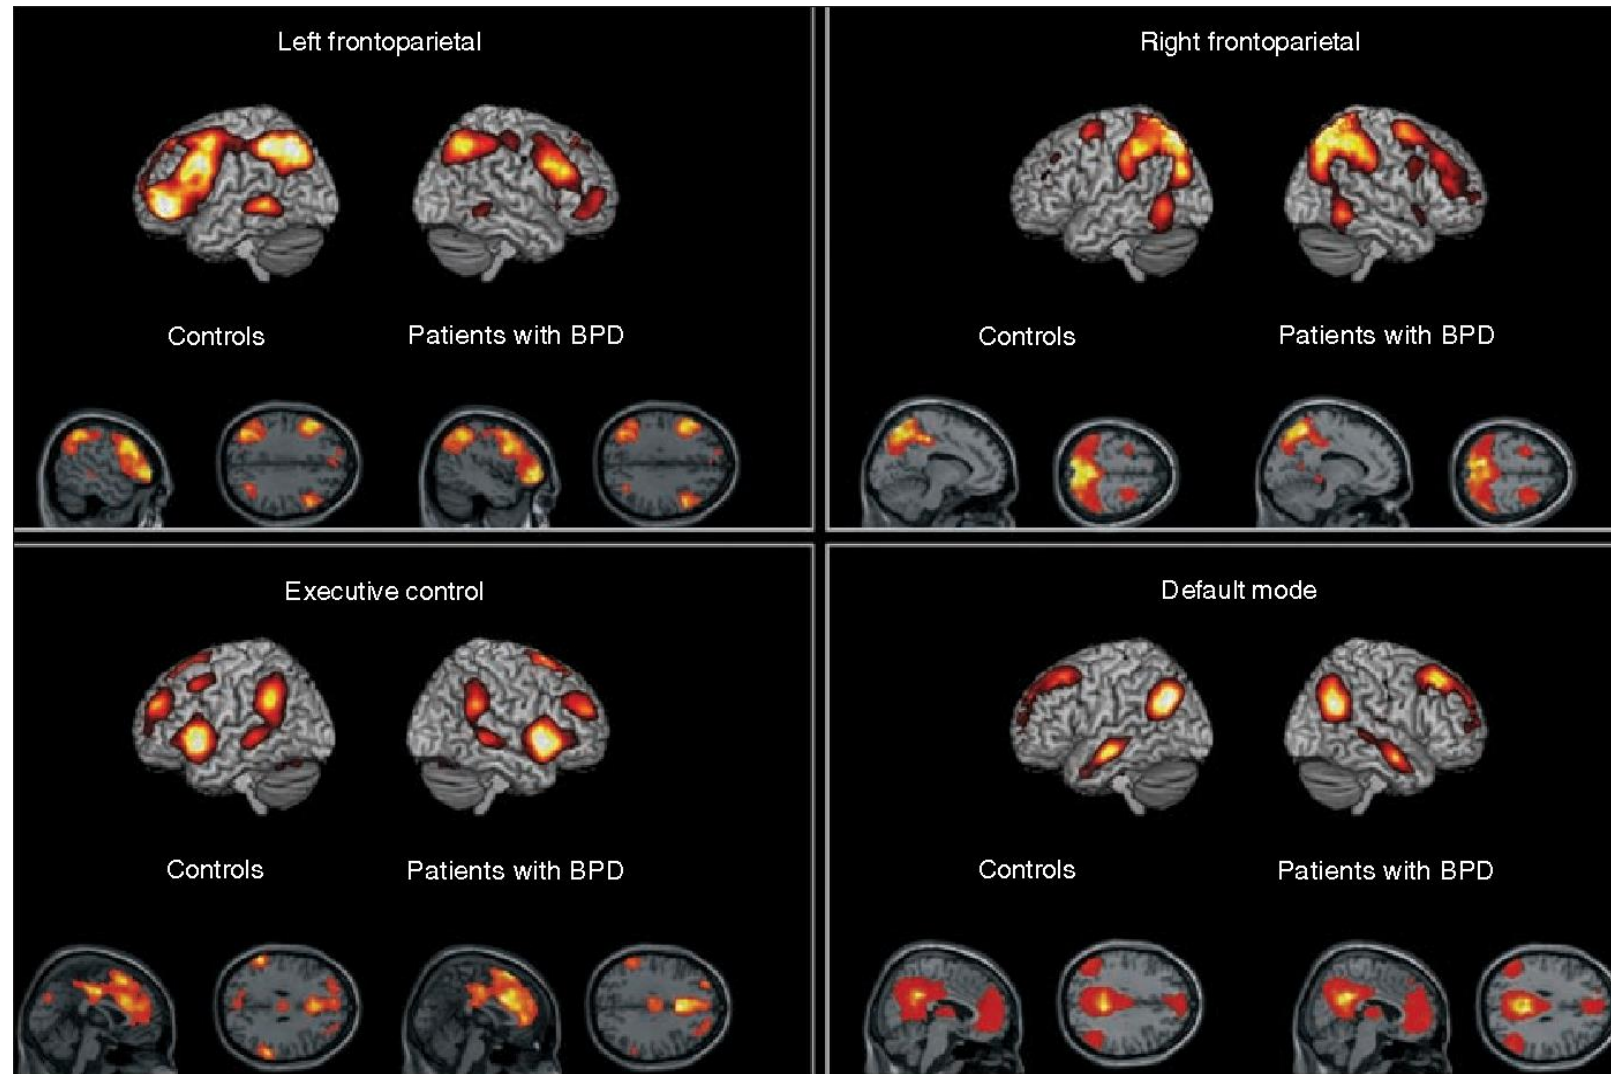 Left frontoparietal
Controls
Patients with BPD
Right frontoparietal
Controls
Patients with BPD
Executive control
Controls
Patients with BPD
Default mode
Controls
Patients with BPD